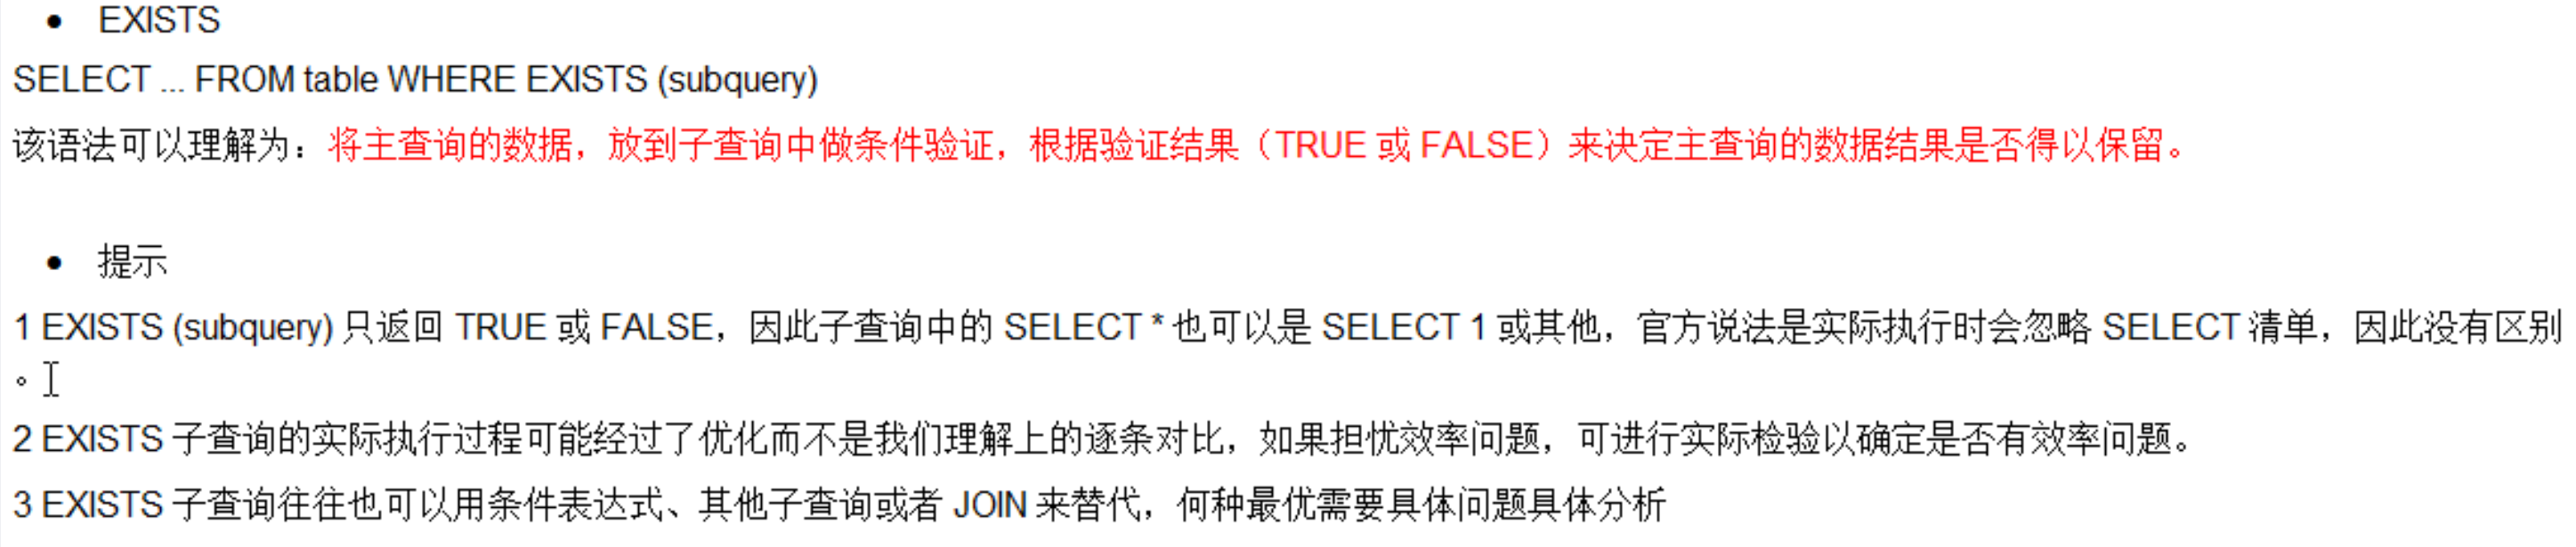 • EXISTS
SELECT ... FROM table WHERE EXISTS (subquery)
该语法可以理解为：将主查询的数据，放到子查询中做条件验证，根据验证结果（TRUE 或 FALSE）来决定主查询的数据结果是否得以保留。
• 提示
1 EXISTS (subquery) 只返回 TRUE 或 FALSE，因此子查询中的 SELECT * 也可以是 SELECT 1 或其他，官方说法是实际执行时会忽略 SELECT 清单，因此没有区别
。
2 EXISTS 子查询的实际执行过程可能经过了优化而不是我们理解上的逐条对比，如果担忧效率问题，可进行实际检验以确定是否有效率问题。
3 EXISTS 子查询往往也可以用条件表达式、其他子查询或者 JOIN 来替代，何种最优需要具体问题具体分析